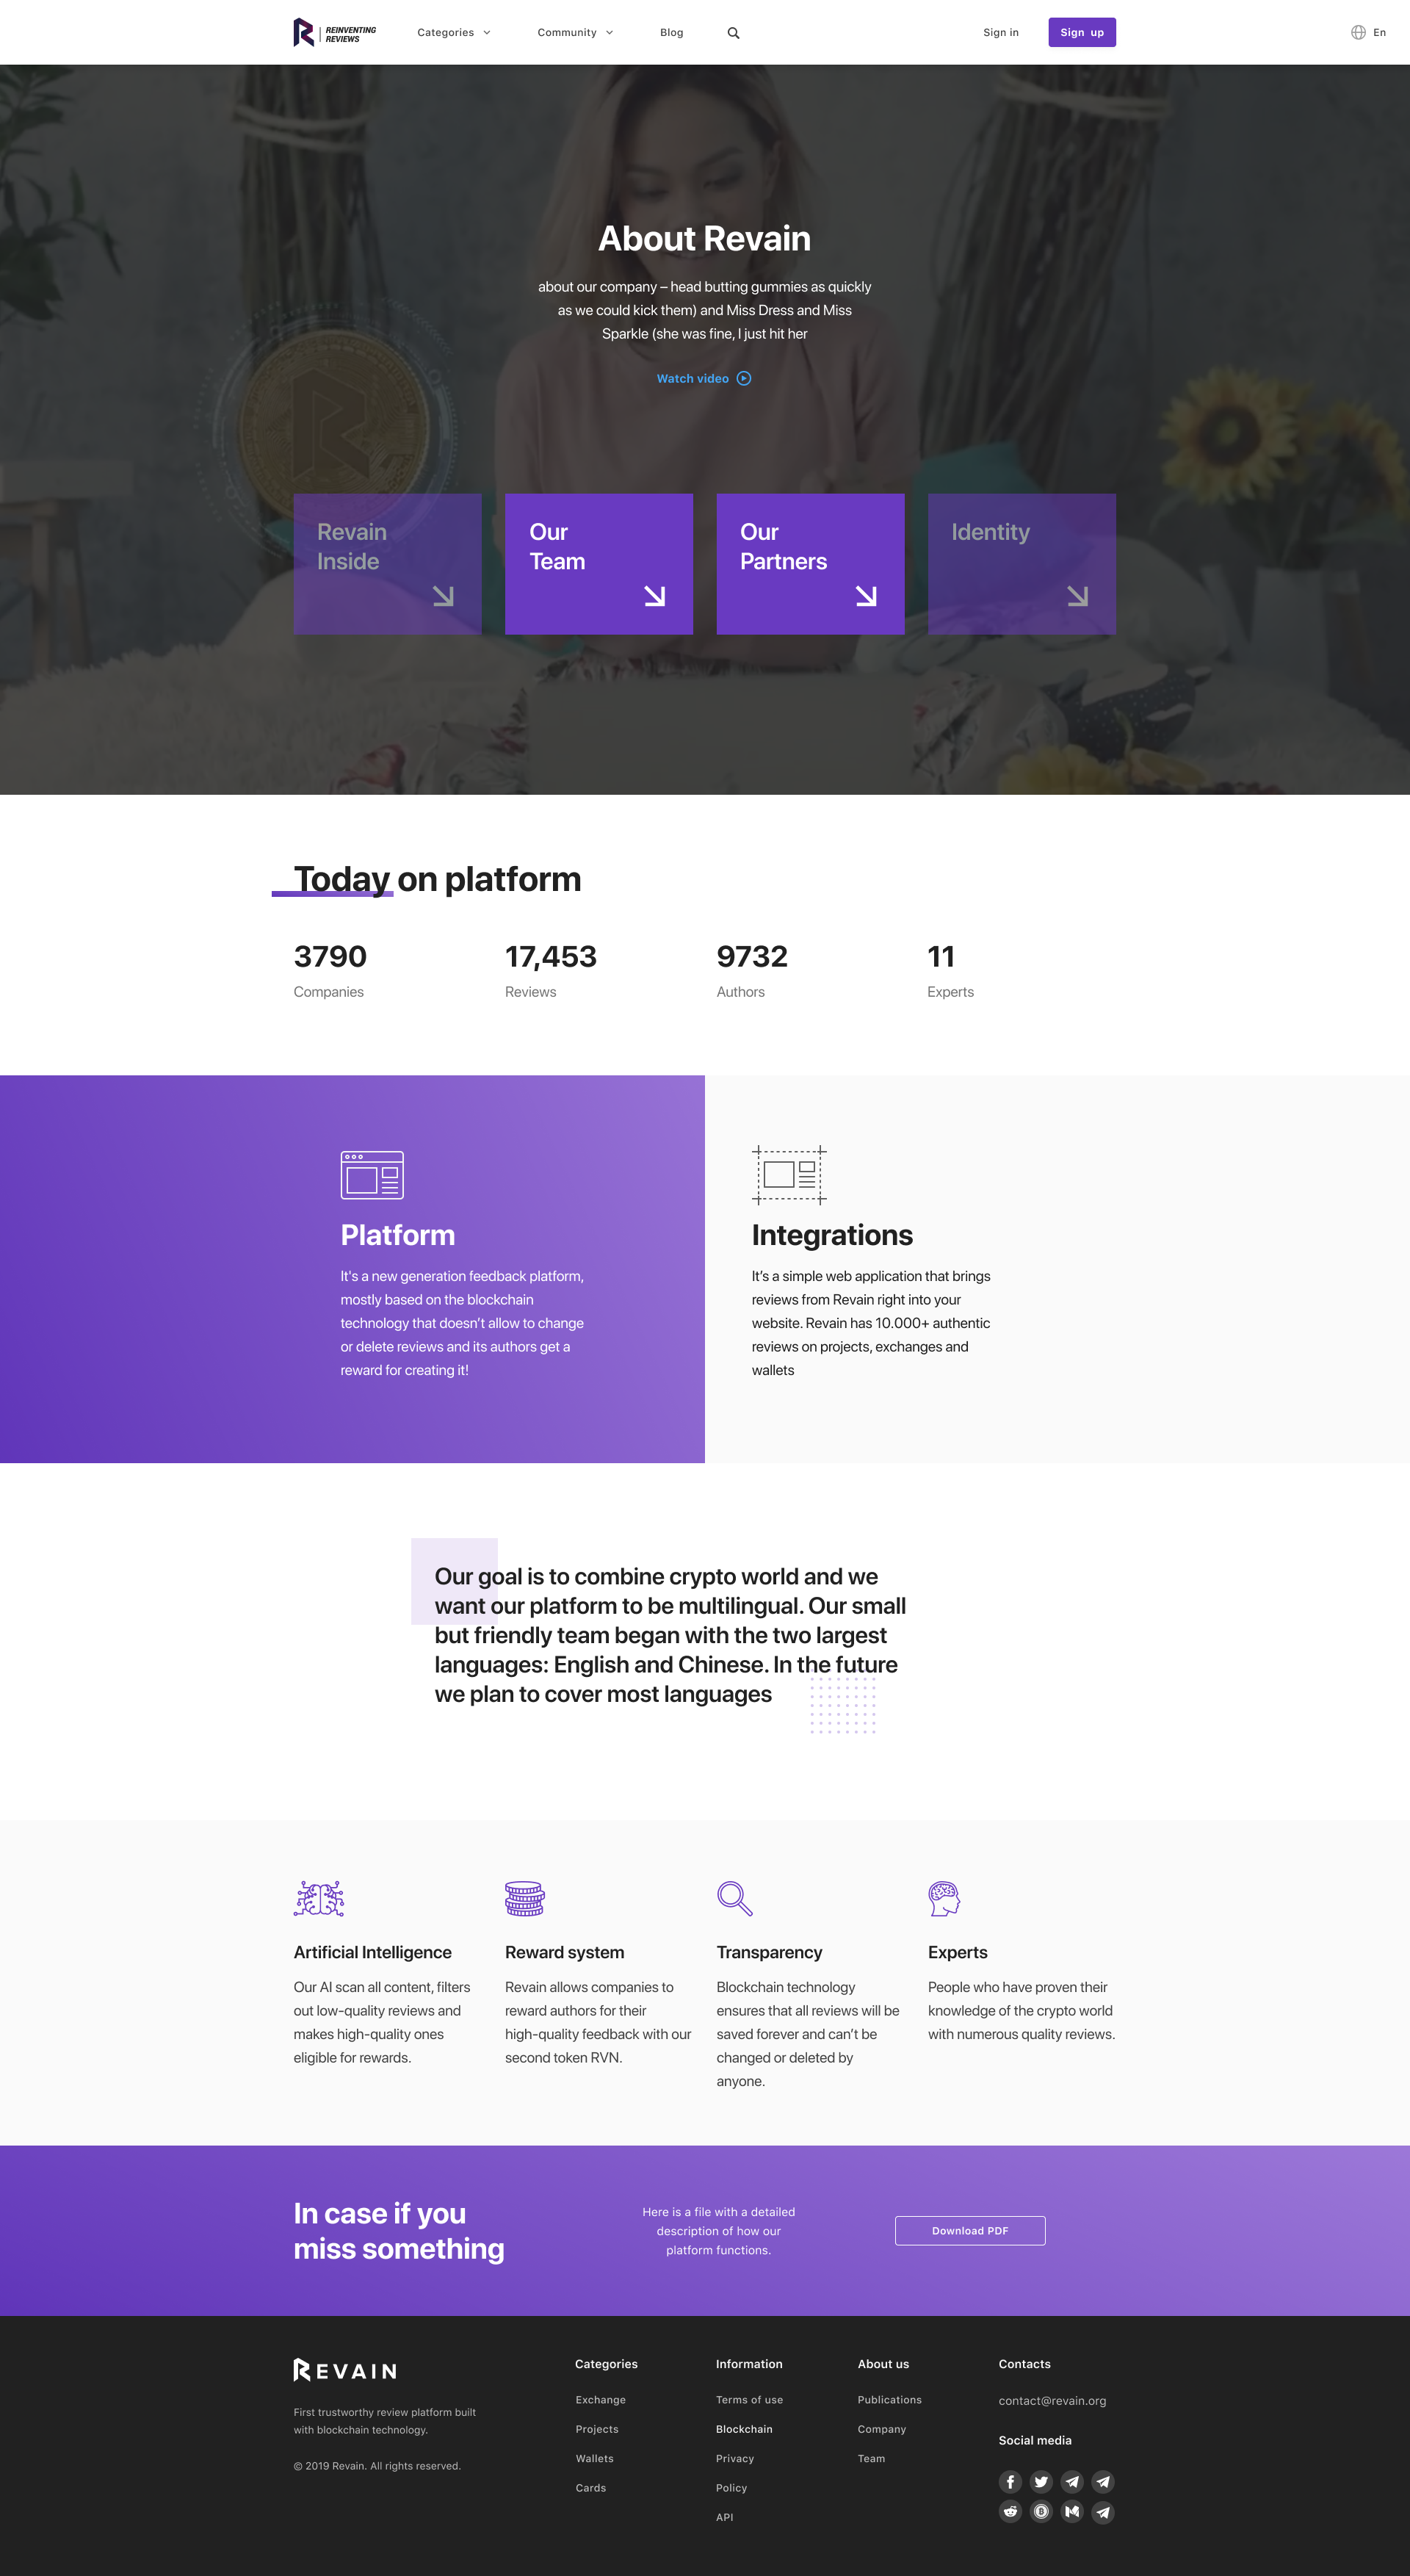 REINVENTING
REVIEWS
Categories
Community
Blog
Sign in
Sign up
En
About Revain
about our company – head butting gummies as quickly
as we could kick them) and Miss Dress and Miss
Sparkle (she was fine, I just hit her
Watch video
Revain
Inside
Our
Team
Our
Partners
Identity
Today on platform
3790
Companies
17,453
Reviews
9732
Authors
11
Experts
Platform
It's a new generation feedback platform,
mostly based on the blockchain
technology that doesn’t allow to change
or delete reviews and its authors get a
reward for creating it!
Integrations
It’s a simple web application that brings
reviews from Revain right into your
website. Revain has 10.000+ authentic
reviews on projects, exchanges and
wallets
Our goal is to combine crypto world and we
want our platform to be multilingual. Our small
but friendly team began with the two largest
languages: English and Chinese. In the future
we plan to cover most languages
Artificial Intelligence
Our AI scan all content, filters
out low-quality reviews and
makes high-quality ones
eligible for rewards.
Reward system
Revain allows companies to
reward authors for their
high-quality feedback with our
second token RVN.
Transparency
Blockchain technology
ensures that all reviews will be
saved forever and can’t be
changed or deleted by
anyone.
Experts
People who have proven their
knowledge of the crypto world
with numerous quality reviews.
In case if you
miss something
Here is a file with a detailed
description of how our
platform functions.
Download PDF
REVAIN
First trustworthy review platform built
with blockchain technology.
© 2019 Revain. All rights reserved.
Categories
Exchange
Projects
Wallets
Cards
Information
Terms of use
Blockchain
Privacy
Policy
API
About us
Publications
Company
Team
Contacts
contact@revain.org
Social media